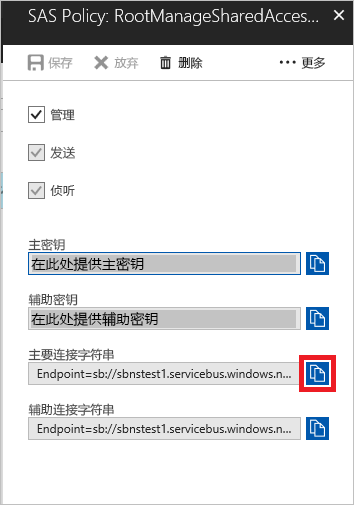 SAS Policy: RootManageSharedAcces...
保存 放弃 删除 ··· 更多
管理
发送
侦听
主密钥
在此处提供主密钥
辅助密钥
在此处提供辅助密钥
主要连接字符串
Endpoint=sb://sbnstest1.servicebus.windows.n...
辅助连接字符串
Endpoint=sb://sbnstest1.servicebus.windows.n...